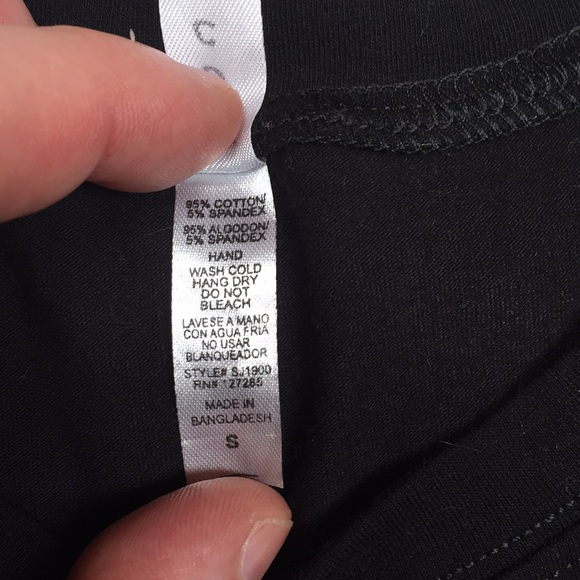 C
95% COTTON/
5% SPANDEX
95% ALGODON/
5% SPANDEX
HAND
WASH COLD
HANG DRY
DO NOT
BLEACH
LAVESE A MANO
CON AGUA FRIA
NO USAR
BLANQUEADOR
STYLE# SJ1900
RN# 127285
MADE IN
BANGLADESH
S